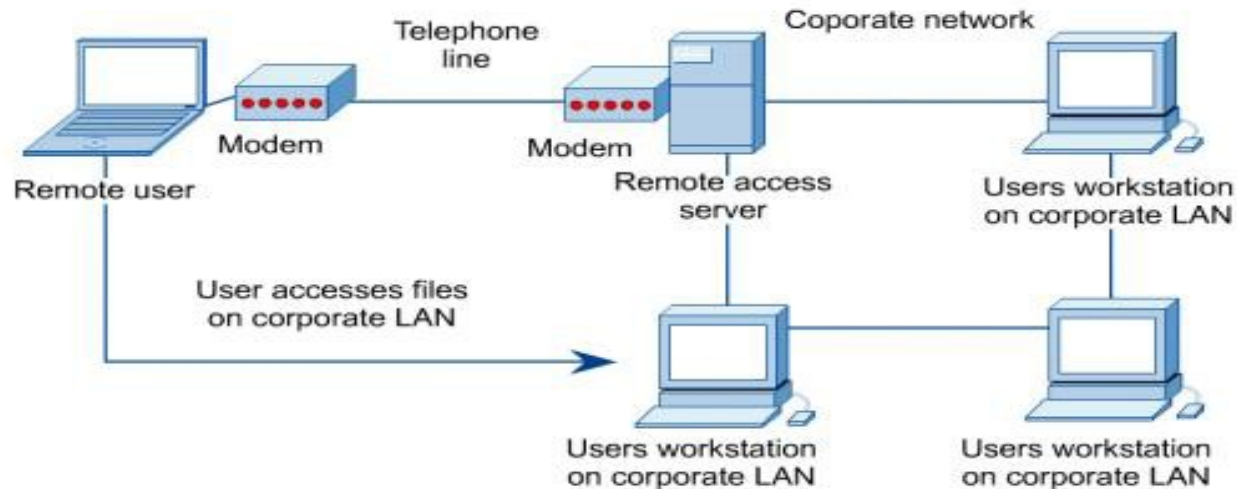 Telephone
line
Coporate network
Modem
Modem
Remote user
Remote access
server
Users workstation
on corporate LAN
User accesses files
on corporate LAN
Users workstation
on corporate LAN
Users workstation
on corporate LAN